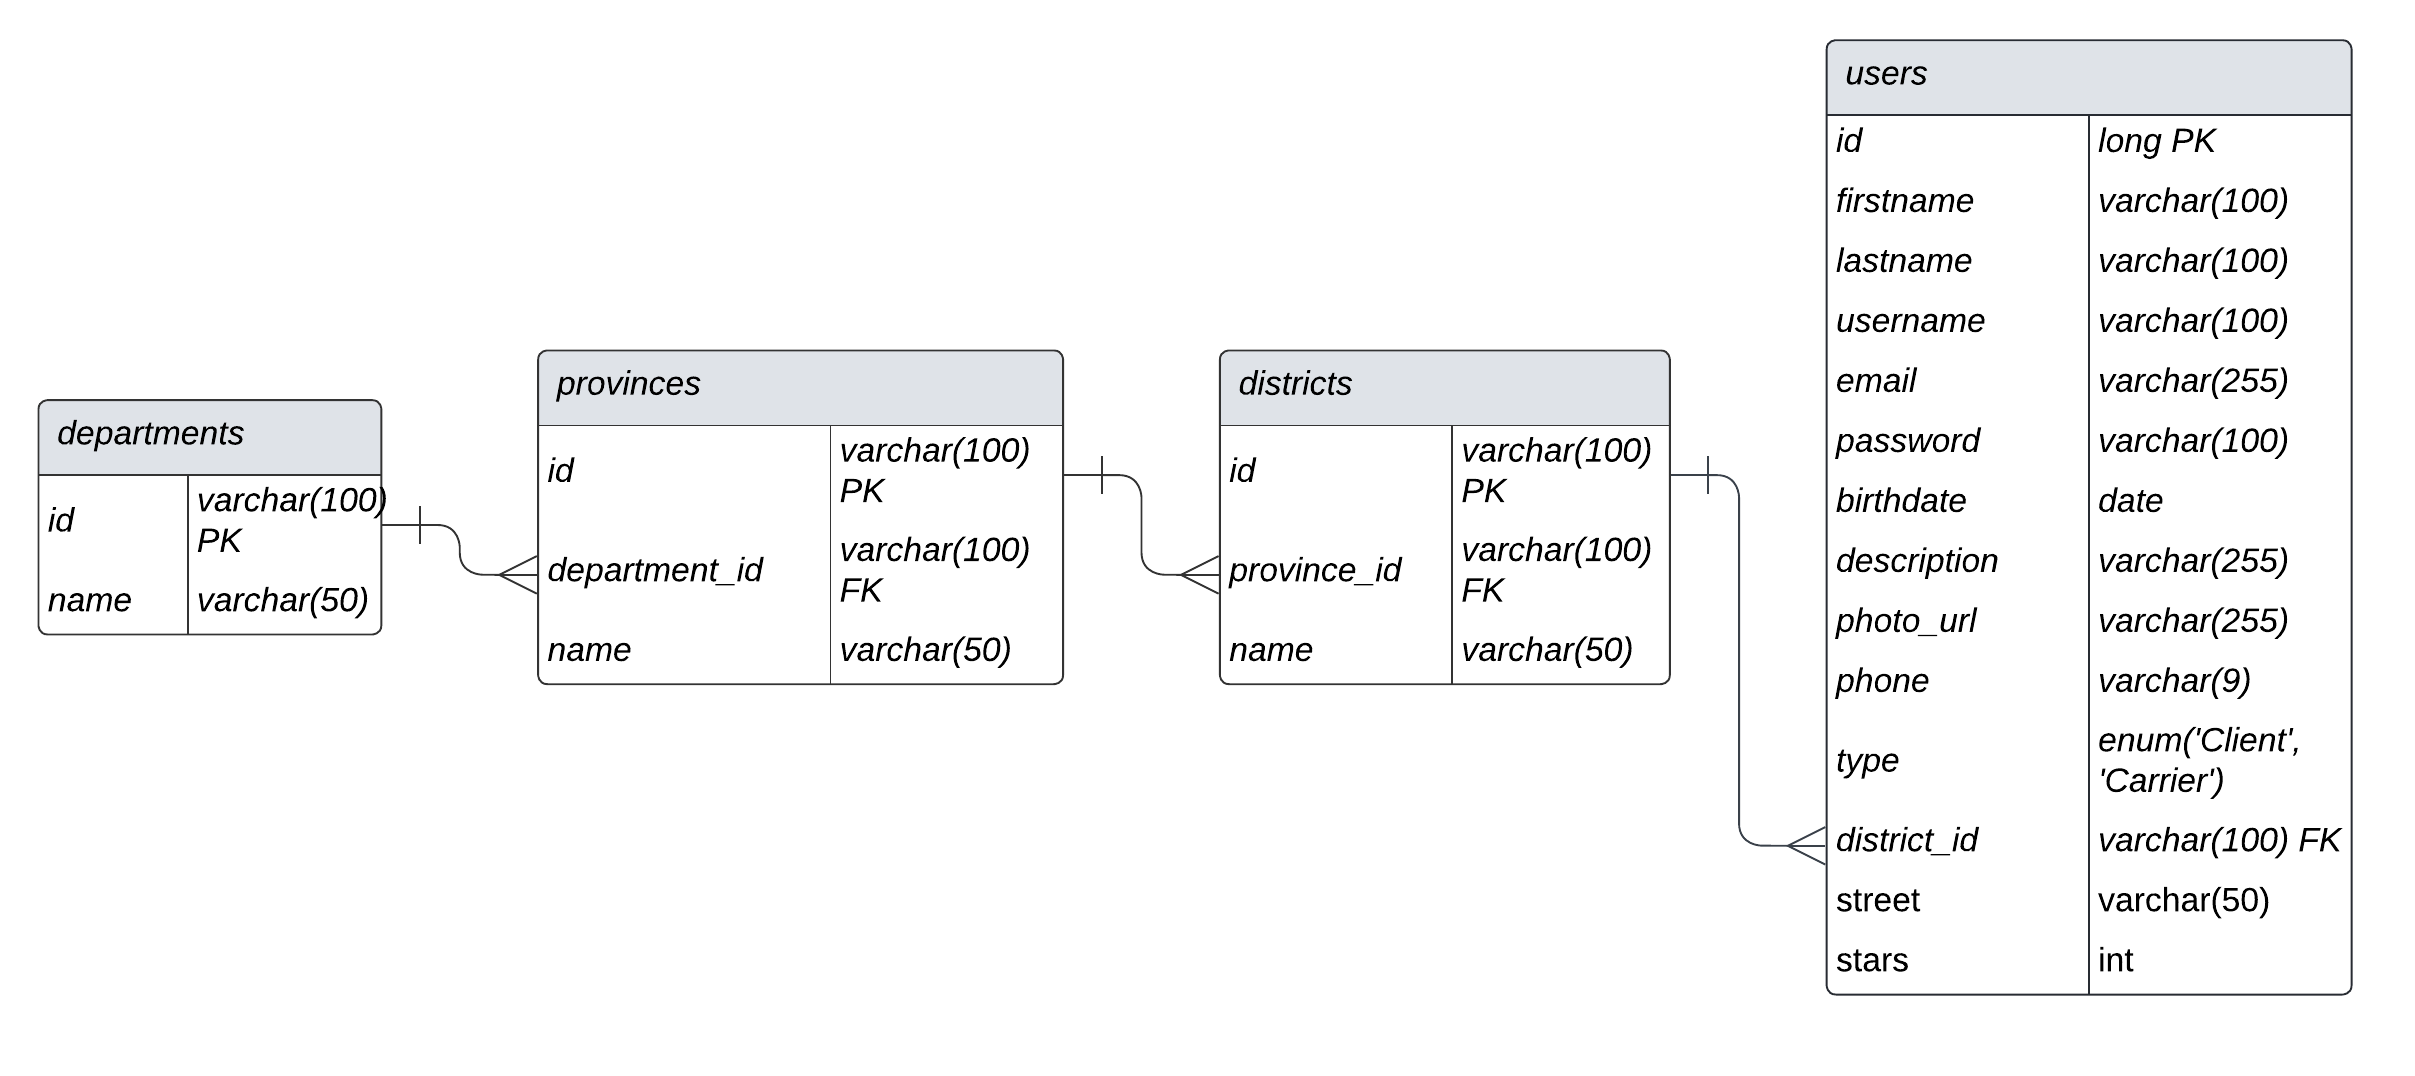 departments
id
varchar(100)
PK
name
varchar(50)
provinces
id
varchar(100)
PK
department_id
varchar(100)
FK
name
varchar(50)
districts
id
varchar(100)
PK
province_id
varchar(100)
FK
name
varchar(50)
users
id
long PK
firstname
varchar(100)
lastname
varchar(100)
username
varchar(100)
email
varchar(255)
password
varchar(100)
birthdate
date
description
varchar(255)
photo_url
varchar(255)
phone
varchar(9)
type
enum('Client',
'Carrier')
district_id
varchar(100) FK
street
varchar(50)
stars
int